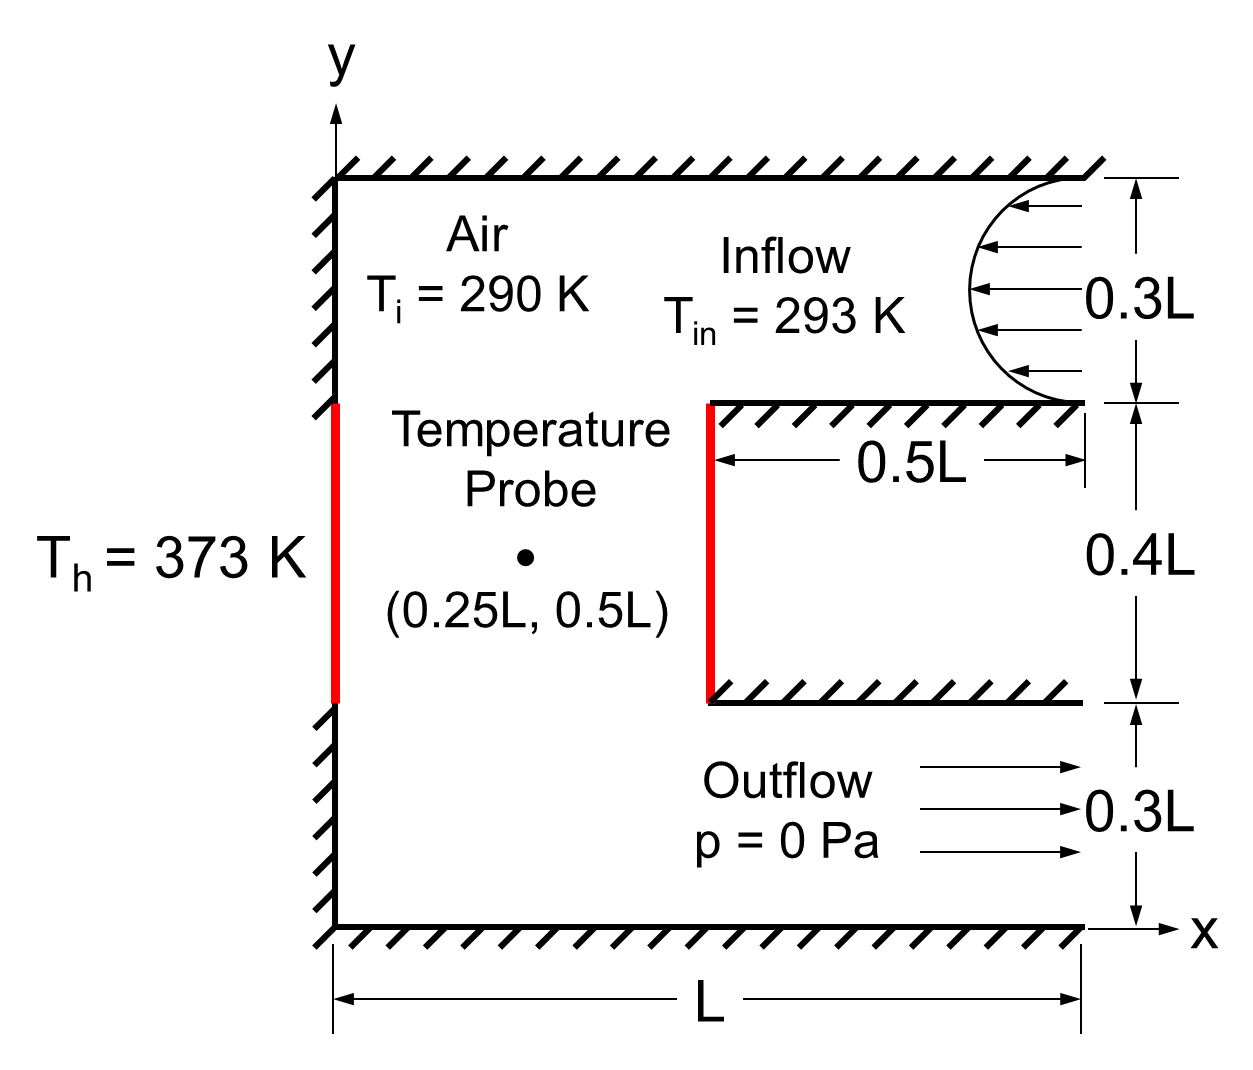 y
Air
T_i = 290 K
Inflow
T_in = 293 K
0.3L
Temperature
Probe
0.5L
T_h = 373 K
0.4L
(0.25L, 0.5L)
Outflow
p = 0 Pa
0.3L
x
L